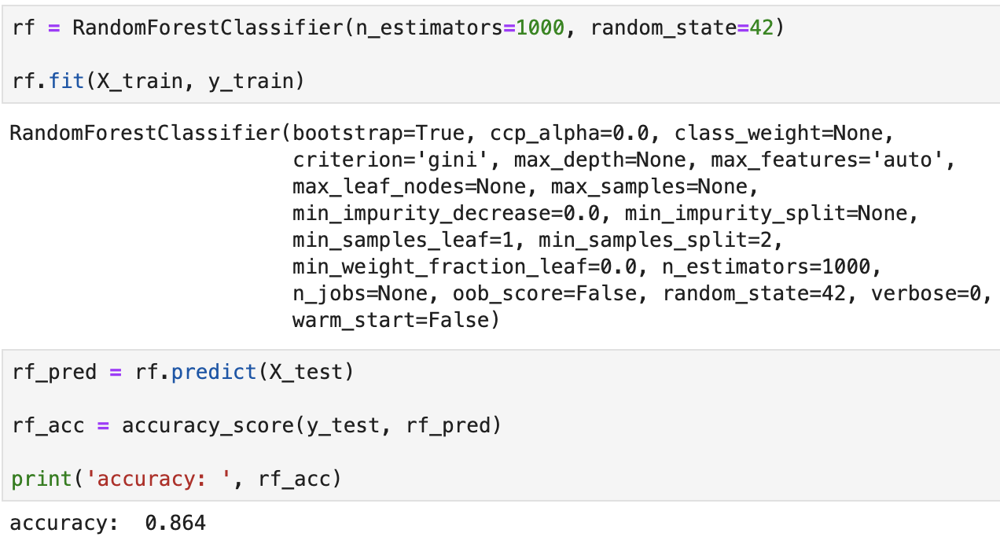 rf = RandomForestClassifier(n_estimators=1000, random_state=42)
rf.fit(X_train, y_train)
RandomForestClassifier(bootstrap=True, ccp_alpha=0.0, class_weight=None,
criterion='gini', max_depth=None, max_features='auto',
max_leaf_nodes=None, max_samples=None,
min_impurity_decrease=0.0, min_impurity_split=None,
min_samples_leaf=1, min_samples_split=2,
min_weight_fraction_leaf=0.0, n_estimators=1000,
n_jobs=None, oob_score=False, random_state=42, verbose=0,
warm_start=False)
rf_pred = rf.predict(X_test)
rf_acc = accuracy_score(y_test, rf_pred)
print('accuracy: ', rf_acc)
accuracy:  0.864